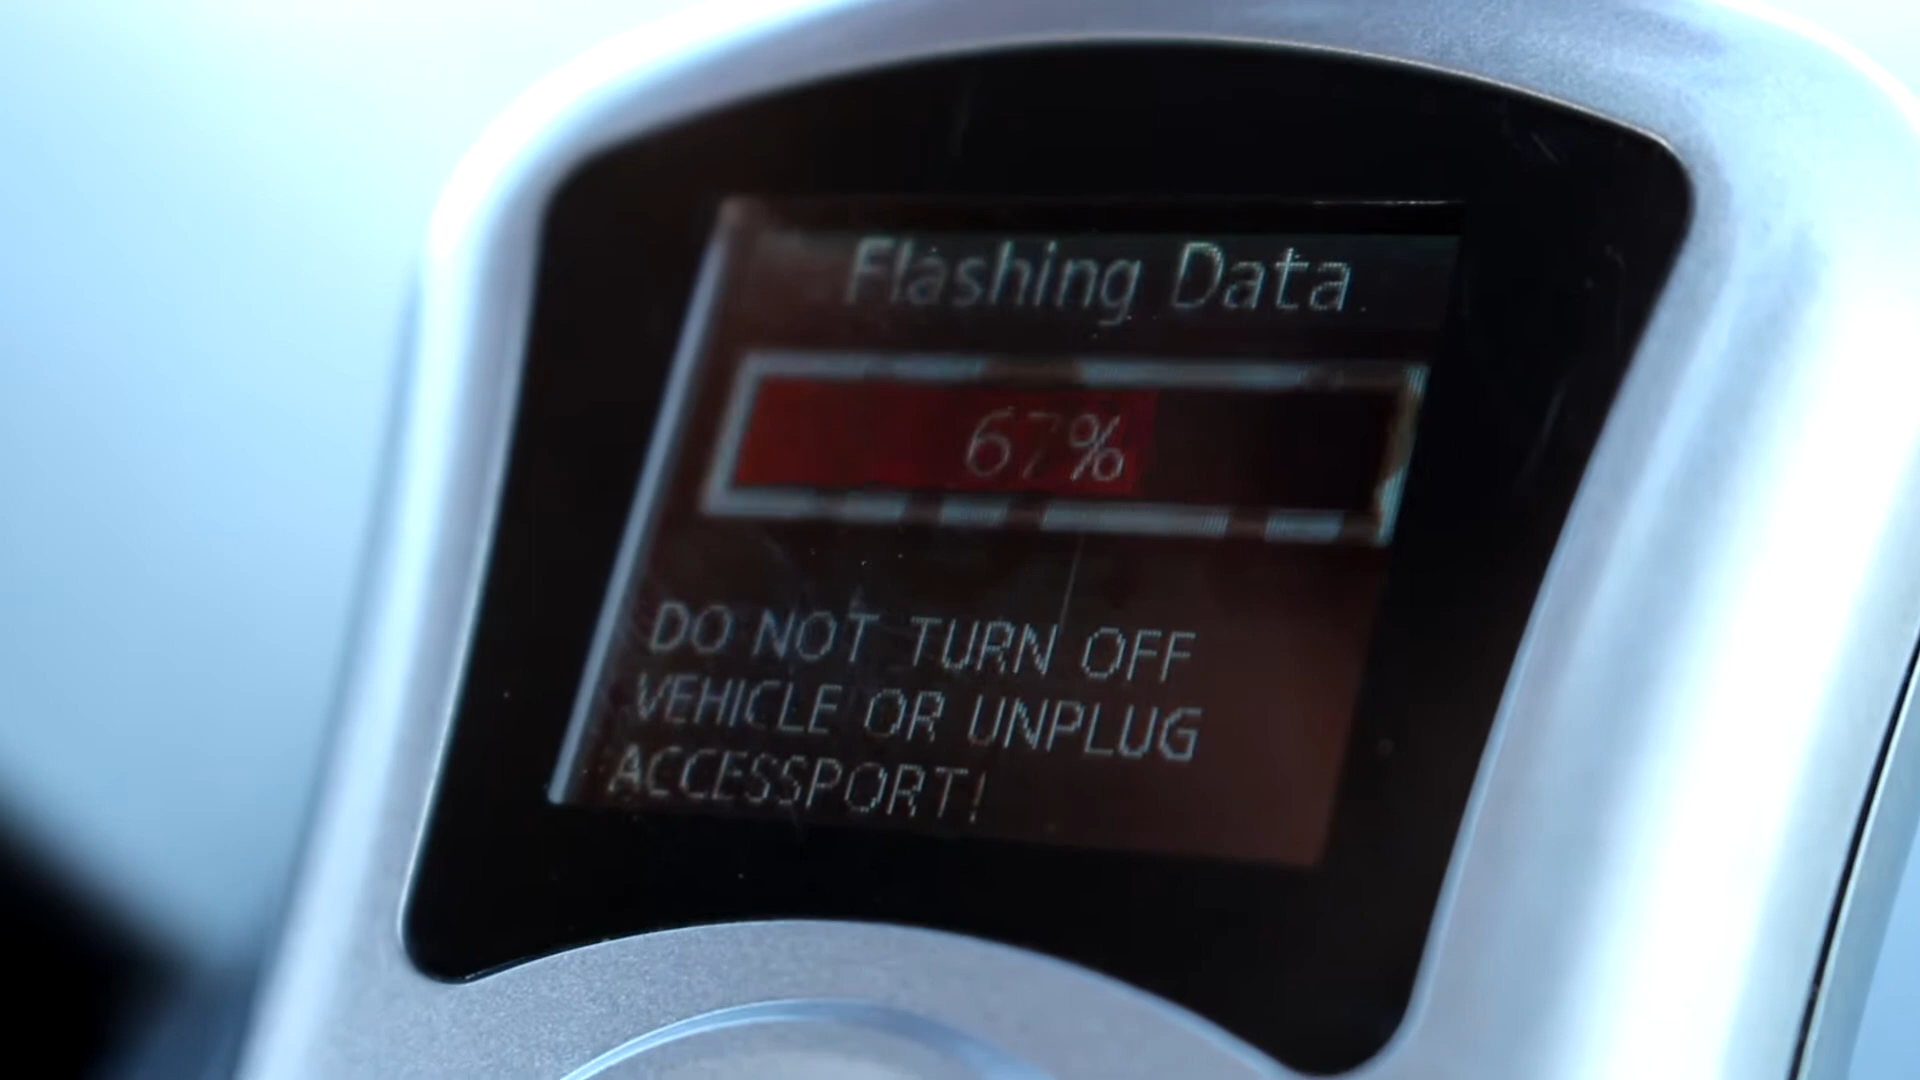 Flashing Data
67%
DO NOT TURN OFF
VEHICLE OR UNPLUG
ACCESSPORT!